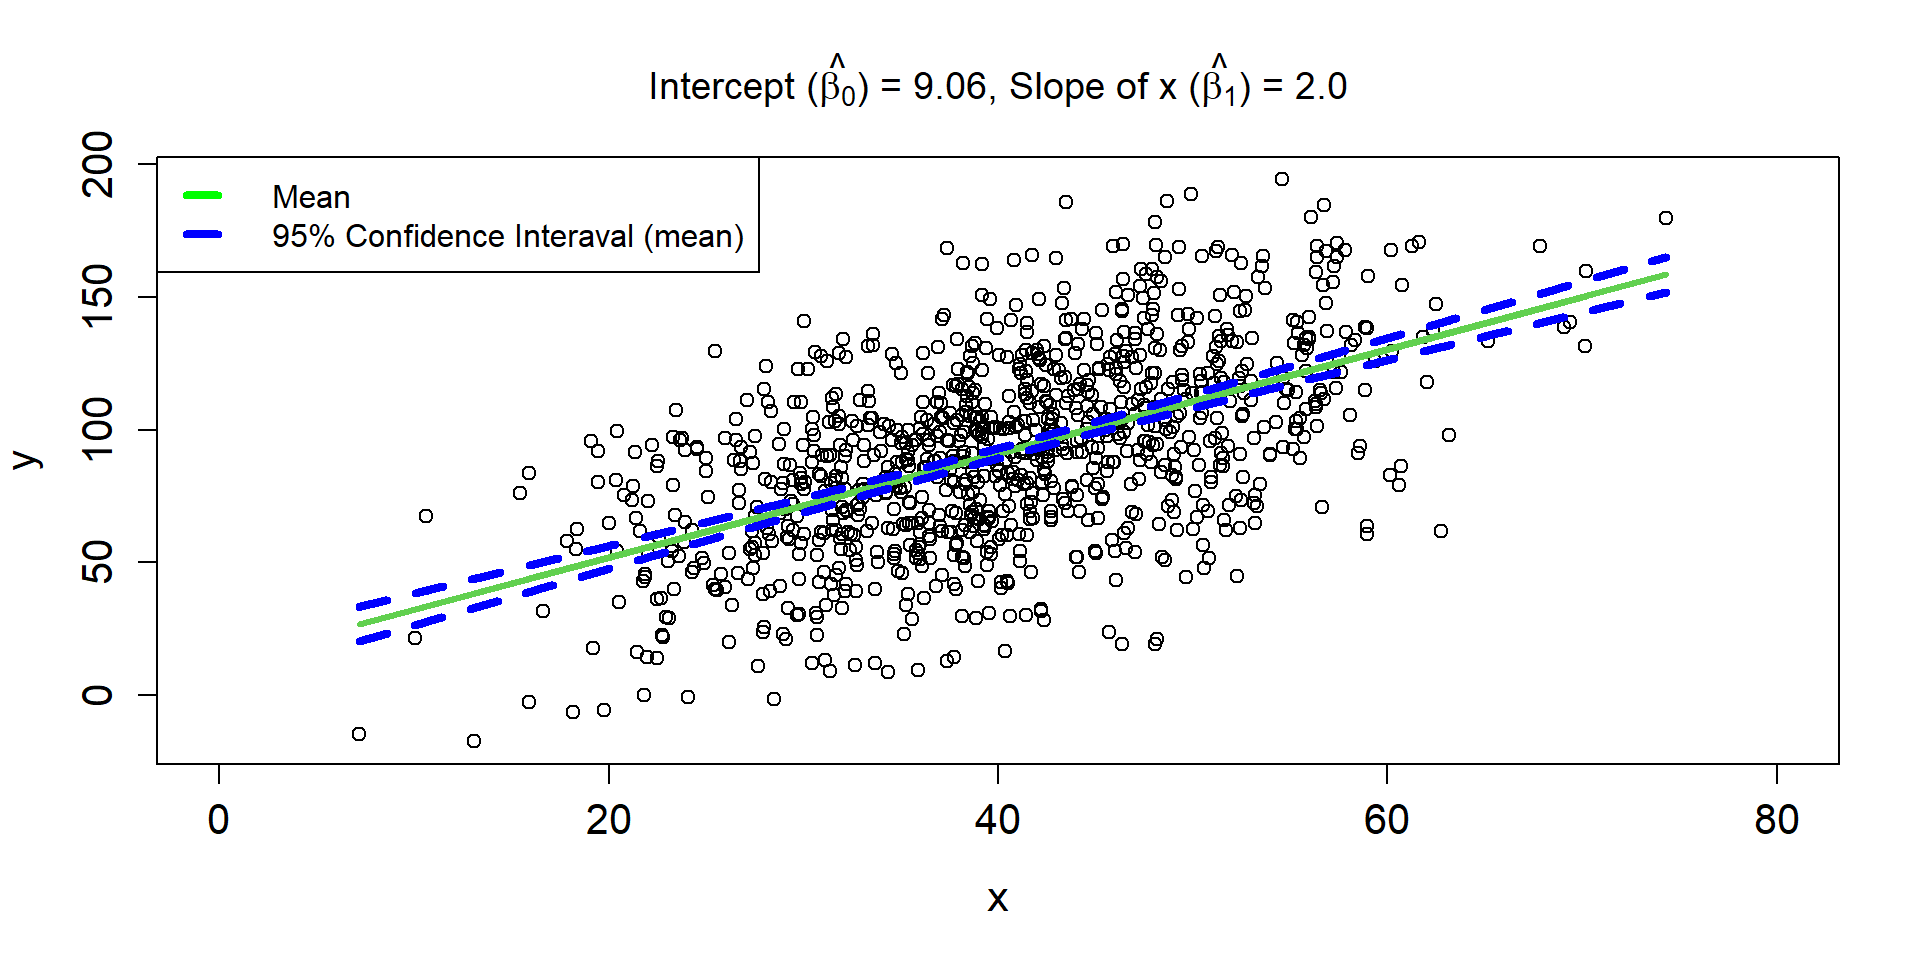 Intercept (β̂₀) = 9.06, Slope of x (β̂₁) = 2.0
Mean
95% Confidence Interaval (mean)
200
150
100
50
0
y
0 20 40 60 80
x